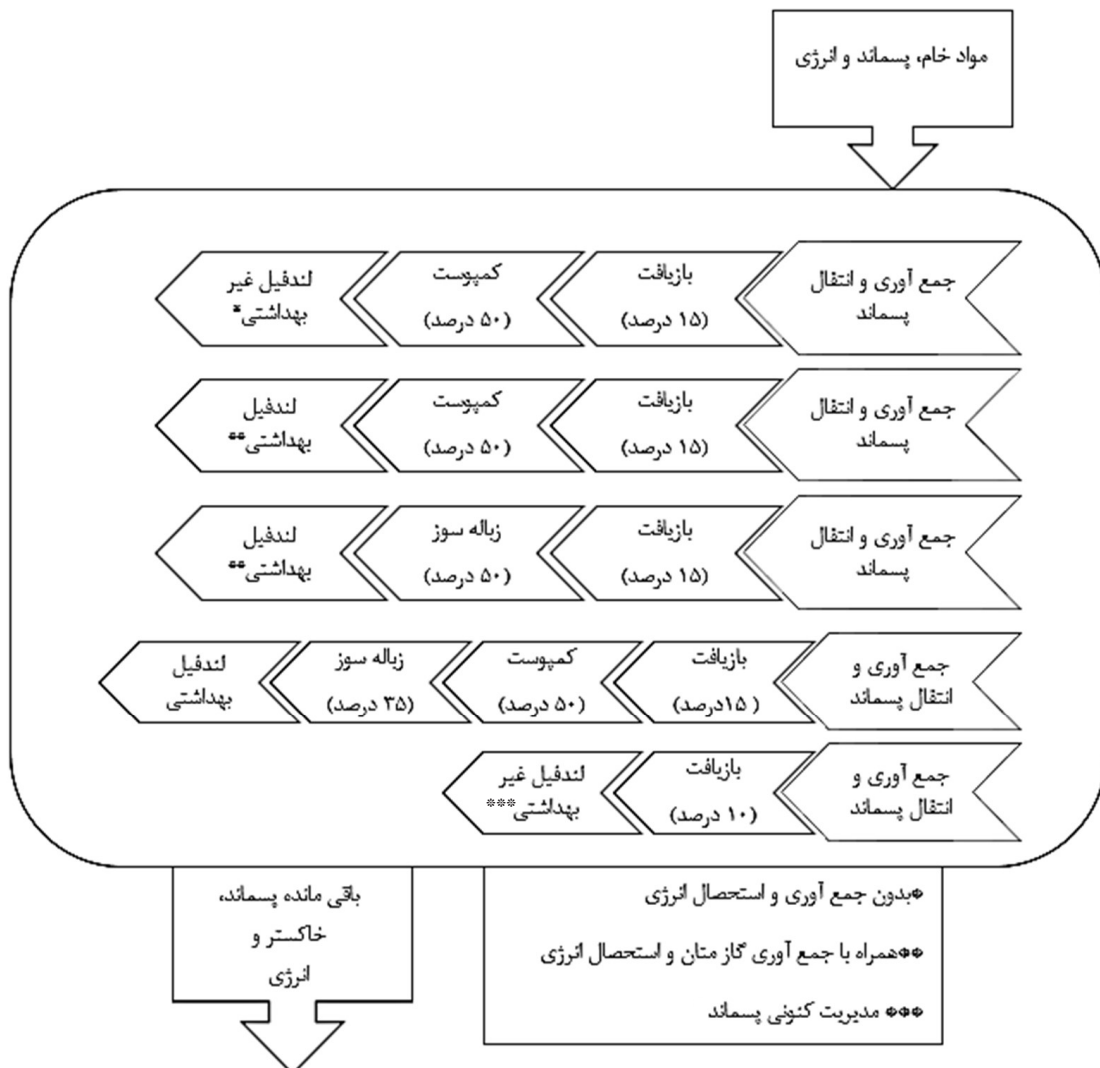 مواد خام، پسماند و انرژی
جمع آوری و انتقال
پسماند
بازیافت
(۱۵ درصد)
کمپوست
(۵۰ درصد)
لندفیل غیر
بهداشتی*
جمع آوری و انتقال
پسماند
بازیافت
(۱۵ درصد)
کمپوست
(۵۰ درصد)
لندفیل
بهداشتی**
جمع آوری و انتقال
پسماند
بازیافت
(۱۵ درصد)
زباله سوز
(۵۰ درصد)
لندفیل
بهداشتی**
جمع آوری و
انتقال پسماند
بازیافت
(۱۵درصد)
کمپوست
(۵۰ درصد)
زباله سوز
(۳۵ درصد)
لندفیل
بهداشتی
جمع آوری و
انتقال پسماند
بازیافت
(۱۰ درصد)
لندفیل غیر
بهداشتی***
*بدون جمع آوری و استحصال انرژی
**همراه با جمع آوری گاز متان و استحصال انرژی
*** مدیریت کنونی پسماند
باقی مانده پسماند،
خاکستر و
انرژی